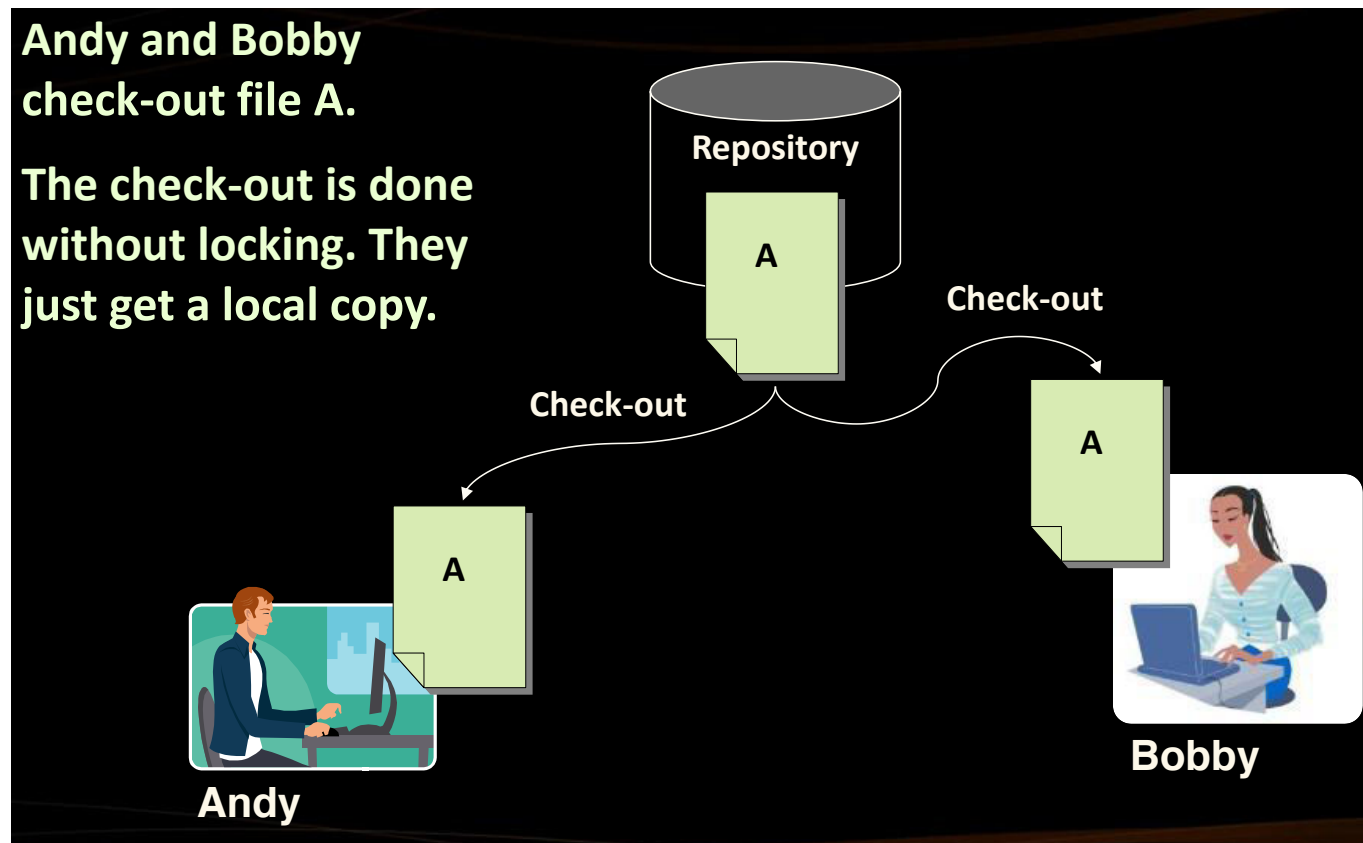 Andy and Bobby
check-out file A.
The check-out is done
without locking. They
just get a local copy.
Repository
A
Check-out
Check-out
A
A
Bobby
Andy